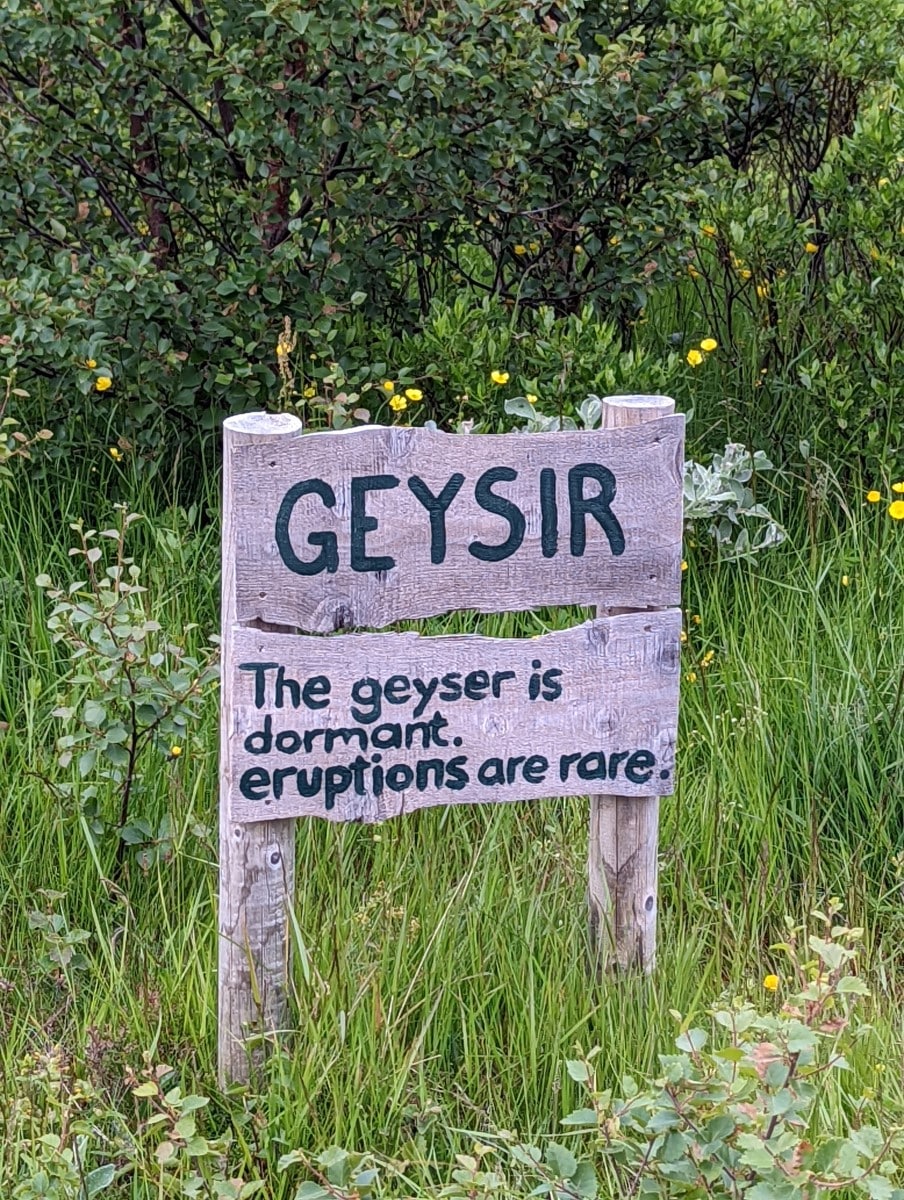 GEYSIR
The geyser is
dormant.
eruptions are rare.